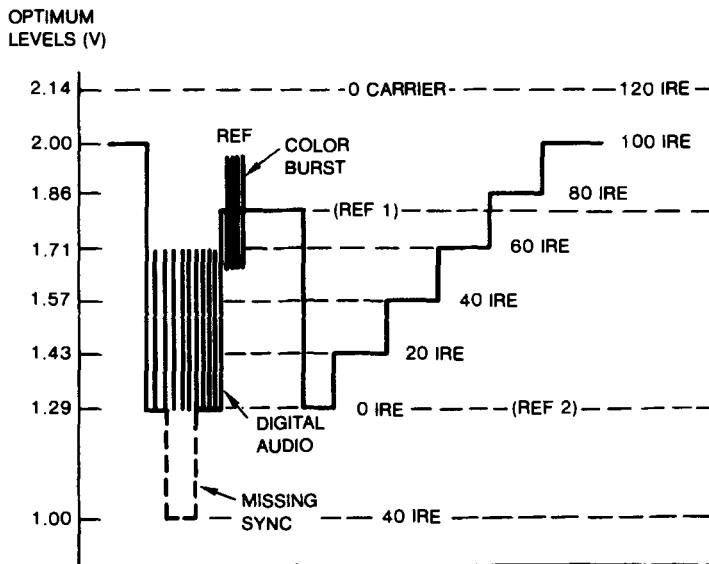 OPTIMUM
LEVELS (V)
2.14
0 CARRIER
120 IRE
2.00
REF
COLOR
BURST
100 IRE
1.86
80 IRE
(REF 1)
1.71
60 IRE
1.57
40 IRE
1.43
20 IRE
1.29
0 IRE
(REF 2)
DIGITAL
AUDIO
MISSING
SYNC
1.00
40 IRE